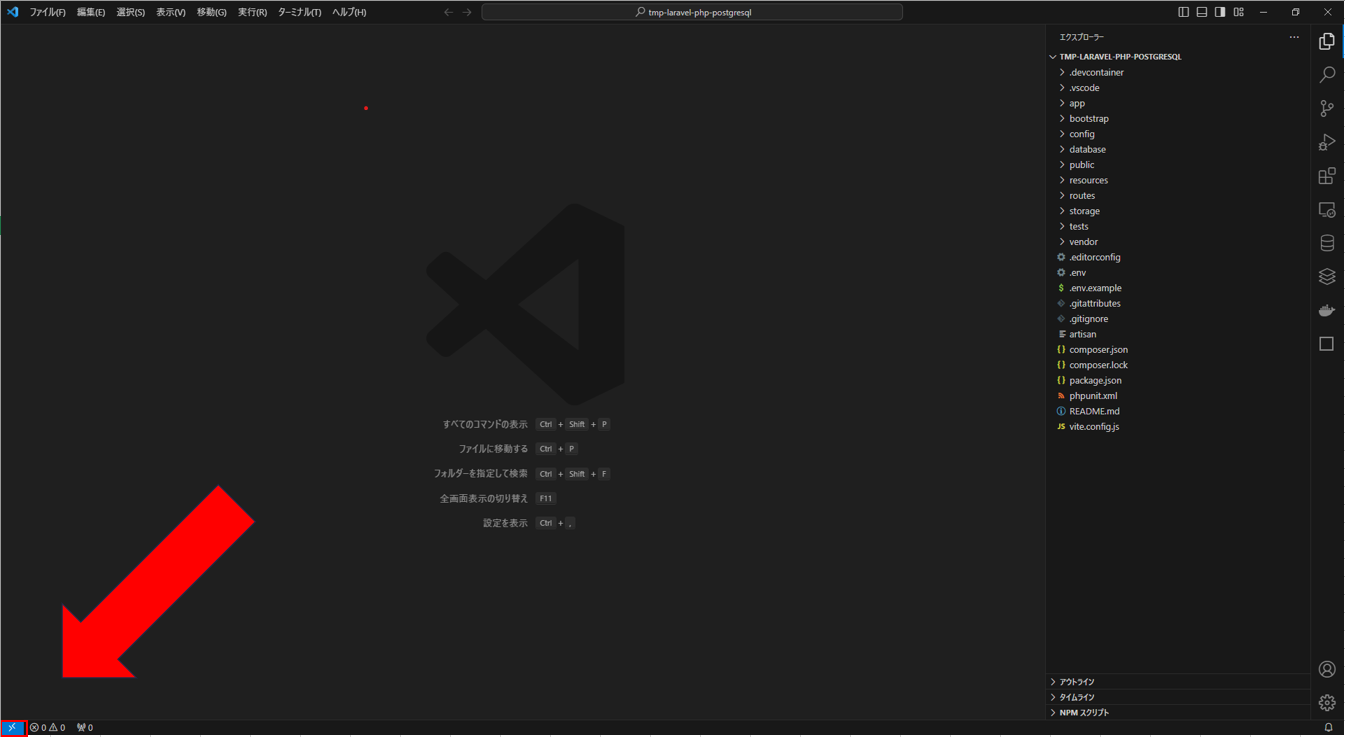 ファイル(F) 編集(E) 選択(S) 表示(V) 移動(G) 実行(R) ターミナル(T) ヘルプ(H)
tmp-laravel-php-postgresql
エクスプローラー
TMP-LARAVEL-PHP-POSTGRESQL
.devcontainer
.vscode
app
bootstrap
config
database
public
resources
routes
storage
tests
vendor
.editorconfig
.env
$ .env.example
.gitattributes
.gitignore
artisan
{} composer.json
{} composer.lock
{} package.json
phpunit.xml
README.md
JS vite.config.js
すべてのコマンドの表示 Ctrl + Shift + P
ファイルに移動する Ctrl + P
フォルダーを指定して検索 Ctrl + Shift + F
全画面表示の切り替え F11
設定を表示 Ctrl + ,
アウトライン
タイムライン
NPM スクリプト
0 0 0